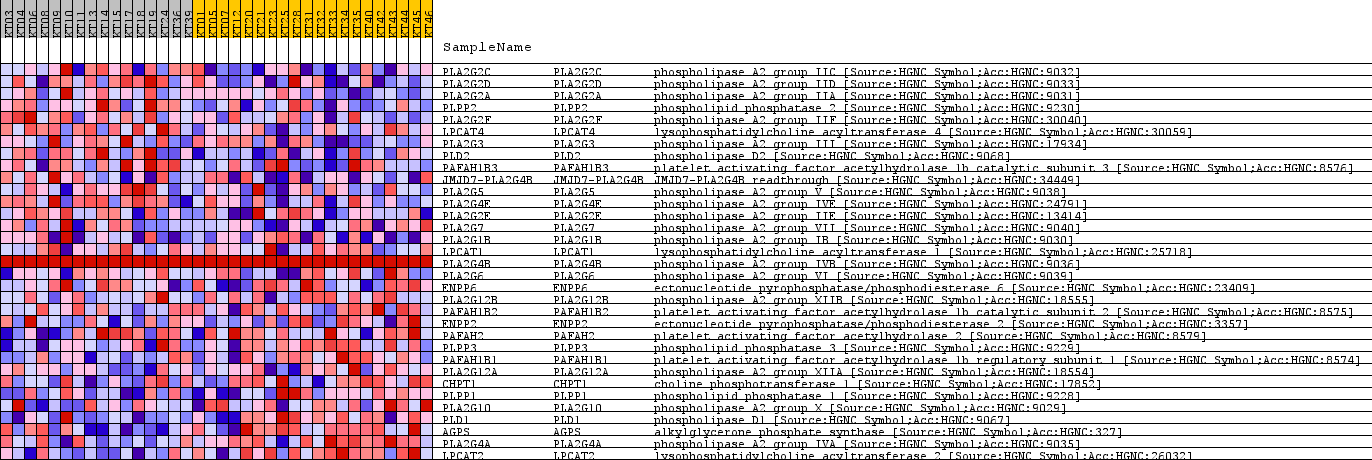 KT03 KT04 KT06 KT08 KT09 KT10 KT11 KT13 KT14 KT15 KT17 KT18 KT19 KT24 KT36 KT39 KT01 KT05 KT07 KT12 KT20 KT21 KT23 KT25 KT28 KT31 KT32 KT33 KT34 KT35 KT40 KT42 KT43 KT44 KT45 KT46
SampleName
PLA2G2C PLA2G2C phospholipase A2 group IIC [Source:HGNC Symbol;Acc:HGNC:9032]
PLA2G2D PLA2G2D phospholipase A2 group IID [Source:HGNC Symbol;Acc:HGNC:9033]
PLA2G2A PLA2G2A phospholipase A2 group IIA [Source:HGNC Symbol;Acc:HGNC:9031]
PLPP2 PLPP2 phospholipid phosphatase 2 [Source:HGNC Symbol;Acc:HGNC:9230]
PLA2G2F PLA2G2F phospholipase A2 group IIF [Source:HGNC Symbol;Acc:HGNC:30040]
LPCAT4 LPCAT4 lysophosphatidylcholine acyltransferase 4 [Source:HGNC Symbol;Acc:HGNC:30059]
PLA2G3 PLA2G3 phospholipase A2 group III [Source:HGNC Symbol;Acc:HGNC:17934]
PLD2 PLD2 phospholipase D2 [Source:HGNC Symbol;Acc:HGNC:9068]
PAFAH1B3 PAFAH1B3 platelet activating factor acetylhydrolase 1b catalytic subunit 3 [Source:HGNC Symbol;Acc:HGNC:8576]
JMJD7-PLA2G4B JMJD7-PLA2G4B JMJD7-PLA2G4B readthrough [Source:HGNC Symbol;Acc:HGNC:34449]
PLA2G5 PLA2G5 phospholipase A2 group V [Source:HGNC Symbol;Acc:HGNC:9038]
PLA2G4E PLA2G4E phospholipase A2 group IVE [Source:HGNC Symbol;Acc:HGNC:24791]
PLA2G2E PLA2G2E phospholipase A2 group IIE [Source:HGNC Symbol;Acc:HGNC:13414]
PLA2G7 PLA2G7 phospholipase A2 group VII [Source:HGNC Symbol;Acc:HGNC:9040]
PLA2G1B PLA2G1B phospholipase A2 group IB [Source:HGNC Symbol;Acc:HGNC:9030]
LPCAT1 LPCAT1 lysophosphatidylcholine acyltransferase 1 [Source:HGNC Symbol;Acc:HGNC:25718]
PLA2G4B PLA2G4B phospholipase A2 group IVB [Source:HGNC Symbol;Acc:HGNC:9036]
PLA2G6 PLA2G6 phospholipase A2 group VI [Source:HGNC Symbol;Acc:HGNC:9039]
ENPP6 ENPP6 ectonucleotide pyrophosphatase/phosphodiesterase 6 [Source:HGNC Symbol;Acc:HGNC:23409]
PLA2G12B PLA2G12B phospholipase A2 group XIIB [Source:HGNC Symbol;Acc:HGNC:18555]
PAFAH1B2 PAFAH1B2 platelet activating factor acetylhydrolase 1b catalytic subunit 2 [Source:HGNC Symbol;Acc:HGNC:8575]
ENPP2 ENPP2 ectonucleotide pyrophosphatase/phosphodiesterase 2 [Source:HGNC Symbol;Acc:HGNC:3357]
PAFAH2 PAFAH2 platelet activating factor acetylhydrolase 2 [Source:HGNC Symbol;Acc:HGNC:8579]
PLPP3 PLPP3 phospholipid phosphatase 3 [Source:HGNC Symbol;Acc:HGNC:9229]
PAFAH1B1 PAFAH1B1 platelet activating factor acetylhydrolase 1b regulatory subunit 1 [Source:HGNC Symbol;Acc:HGNC:8574]
PLA2G12A PLA2G12A phospholipase A2 group XIIA [Source:HGNC Symbol;Acc:HGNC:18554]
CHPT1 CHPT1 choline phosphotransferase 1 [Source:HGNC Symbol;Acc:HGNC:17852]
PLPP1 PLPP1 phospholipid phosphatase 1 [Source:HGNC Symbol;Acc:HGNC:9228]
PLA2G10 PLA2G10 phospholipase A2 group X [Source:HGNC Symbol;Acc:HGNC:9029]
PLD1 PLD1 phospholipase D1 [Source:HGNC Symbol;Acc:HGNC:9067]
AGPS AGPS alkylglycerone phosphate synthase [Source:HGNC Symbol;Acc:HGNC:327]
PLA2G4A PLA2G4A phospholipase A2 group IVA [Source:HGNC Symbol;Acc:HGNC:9035]
LPCAT2 LPCAT2 lysophosphatidylcholine acyltransferase 2 [Source:HGNC Symbol;Acc:HGNC:26032]